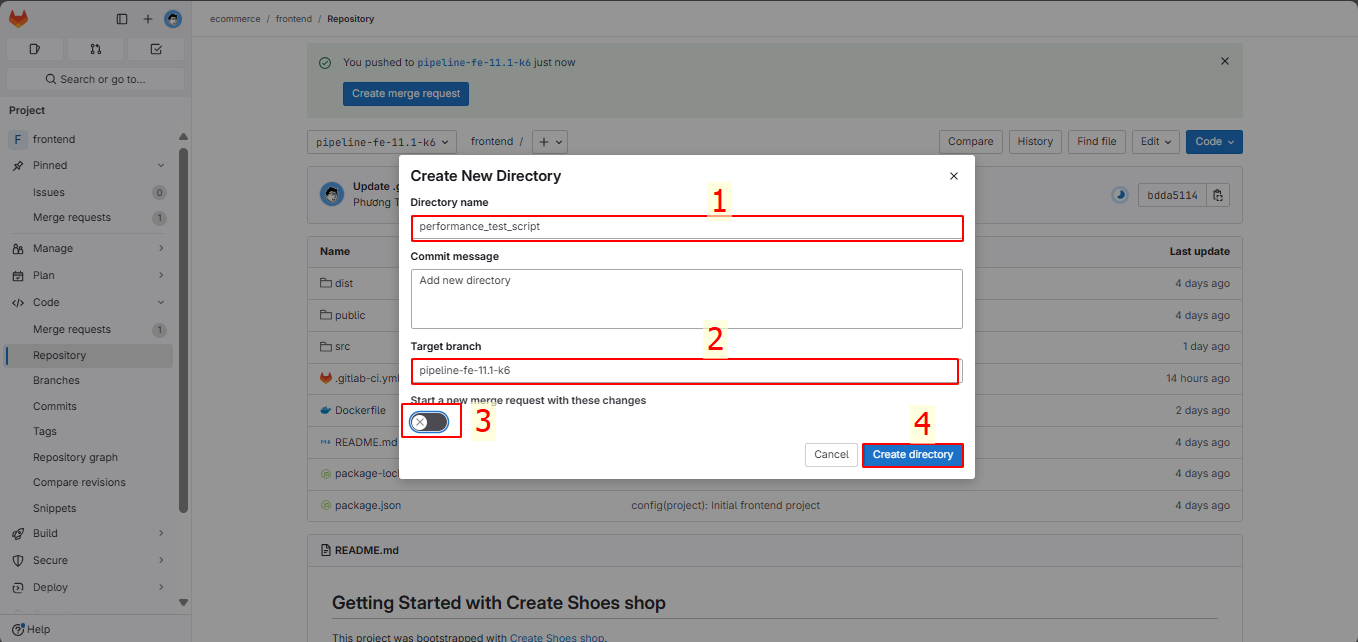 ecommerce / frontend / Repository
Search or go to...
Project
F frontend
Pinned
Issues 0
Merge requests 1
Manage
Plan
Code
Merge requests 1
Repository
Branches
Commits
Tags
Repository graph
Compare revisions
Snippets
Build
Secure
Deploy
Help
You pushed to pipeline-fe-11.1-k6 just now
Create merge request
pipeline-fe-11.1-k6 frontend / + Compare History Find file Edit Code
Update .g
Phương T
bdda5114
Name Last update
dist 4 days ago
public 4 days ago
src 1 day ago
.gitlab-ci.yml 14 hours ago
Dockerfile 2 days ago
README.md 4 days ago
package-loc 4 days ago
package.json config(project): Initial frontend project 4 days ago
README.md
Getting Started with Create Shoes shop
This project was bootstrapped with Create Shoes shop.
Create New Directory
Directory name
1
performance_test_script
Commit message
Add new directory
Target branch
2
pipeline-fe-11.1-k6
Start a new merge request with these changes
3
4
Cancel Create directory